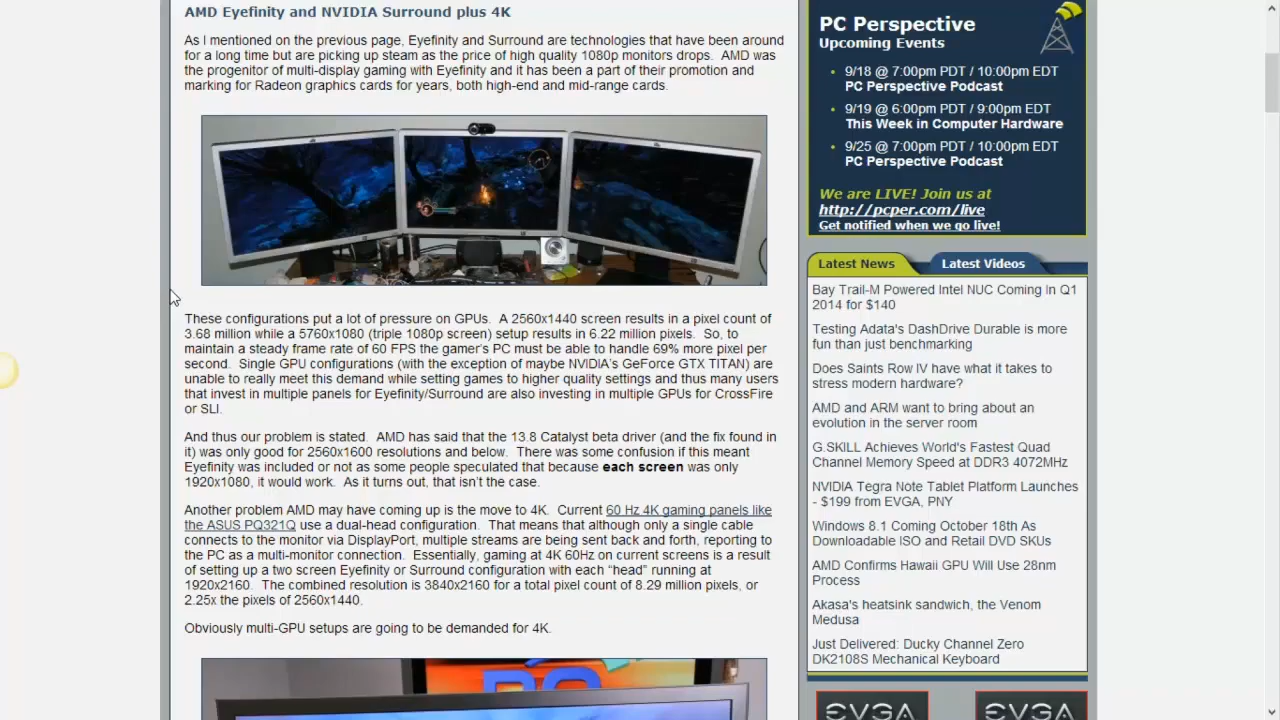 AMD Eyefinity and NVIDIA Surround plus 4K
As I mentioned on the previous page, Eyefinity and Surround are technologies that have been around
for a long time but are picking up steam as the price of high quality 1080p monitors drops.  AMD was
the progenitor of multi-display gaming with Eyefinity and it has been a part of their promotion and
marking for Radeon graphics cards for years, both high-end and mid-range cards.
These configurations put a lot of pressure on GPUs.  A 2560x1440 screen results in a pixel count of
3.68 million while a 5760x1080 (triple 1080p screen) setup results in 6.22 million pixels.  So, to
maintain a steady frame rate of 60 FPS the gamer's PC must be able to handle 69% more pixel per
second.  Single GPU configurations (with the exception of maybe NVIDIA's GeForce GTX TITAN) are
unable to really meet this demand while setting games to higher quality settings and thus many users
that invest in multiple panels for Eyefinity/Surround are also investing in multiple GPUs for CrossFire
or SLI.
And thus our problem is stated.  AMD has said that the 13.8 Catalyst beta driver (and the fix found in
it) was only good for 2560x1600 resolutions and below.  There was some confusion if this meant
Eyefinity was included or not as some people speculated that because each screen was only
1920x1080, it would work.  As it turns out, that isn't the case.
Another problem AMD may have coming up is the move to 4K.  Current 60 Hz 4K gaming panels like
the ASUS PQ321Q use a dual-head configuration.  That means that although only a single cable
connects to the monitor via DisplayPort, multiple streams are being sent back and forth, reporting to
the PC as a multi-monitor connection.  Essentially, gaming at 4K 60Hz on current screens is a result
of setting up a two screen Eyefinity or Surround configuration with each "head" running at
1920x2160.  The combined resolution is 3840x2160 for a total pixel count of 8.29 million pixels, or
2.25x the pixels of 2560x1440.
Obviously multi-GPU setups are going to be demanded for 4K.
PC
PC Perspective
Upcoming Events
9/18 @ 7:00pm PDT / 10:00pm EDT
PC Perspective Podcast
9/19 @ 6:00pm PDT / 9:00pm EDT
This Week in Computer Hardware
9/25 @ 7:00pm PDT / 10:00pm EDT
PC Perspective Podcast
We are LIVE! Join us at
http://pcper.com/live
Get notified when we go live!
Latest News
Latest Videos
Bay Trail-M Powered Intel NUC Coming In Q1
2014 for $140
Testing Adata's DashDrive Durable is more
fun than just benchmarking
Does Saints Row IV have what it takes to
stress modern hardware?
AMD and ARM want to bring about an
evolution in the server room
G.SKILL Achieves World's Fastest Quad
Channel Memory Speed at DDR3 4072MHz
NVIDIA Tegra Note Tablet Platform Launches
- $199 from EVGA, PNY
Windows 8.1 Coming October 18th As
Downloadable ISO and Retail DVD SKUs
AMD Confirms Hawaii GPU Will Use 28nm
Process
Akasa's heatsink sandwich, the Venom
Medusa
Just Delivered: Ducky Channel Zero
DK2108S Mechanical Keyboard
EVGA
EVGA